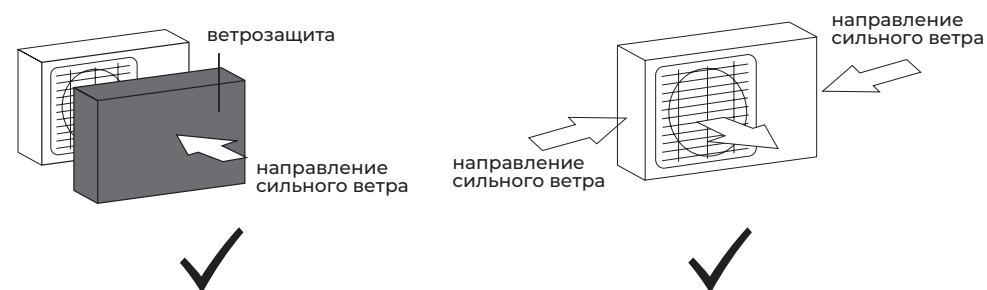 ветрозащита
направление
сильного ветра
направление
сильного ветра
направление
сильного ветра